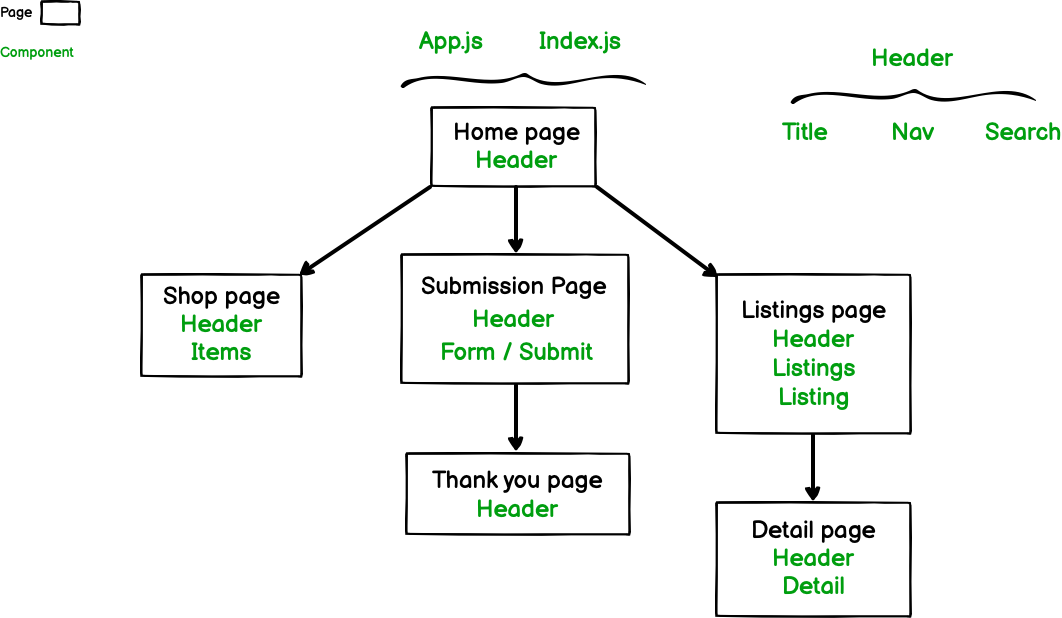 Page
Component
App.js Index.js
Header
Title Nav Search
Home page
Header
Shop page
Header
Items
Submission Page
Header
Form / Submit
Listings page
Header
Listings
Listing
Thank you page
Header
Detail page
Header
Detail